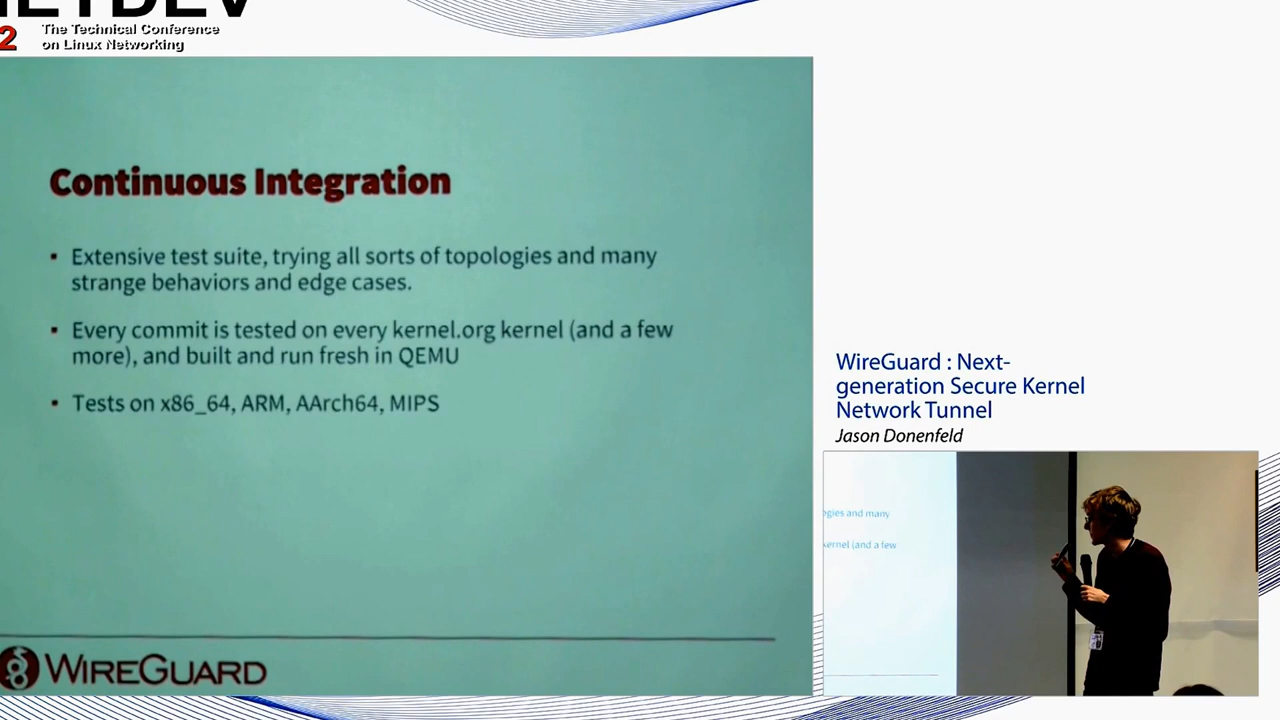 The Technical Conference
on Linux Networking
2
Continuous Integration
▪ Extensive test suite, trying all sorts of topologies and many
strange behaviors and edge cases.
▪ Every commit is tested on every kernel.org kernel (and a few
more), and built and run fresh in QEMU
▪ Tests on x86_64, ARM, AArch64, MIPS
WIREGUARD
WireGuard : Next-
generation Secure Kernel
Network Tunnel
Jason Donenfeld
ogies and many
kernel (and a few